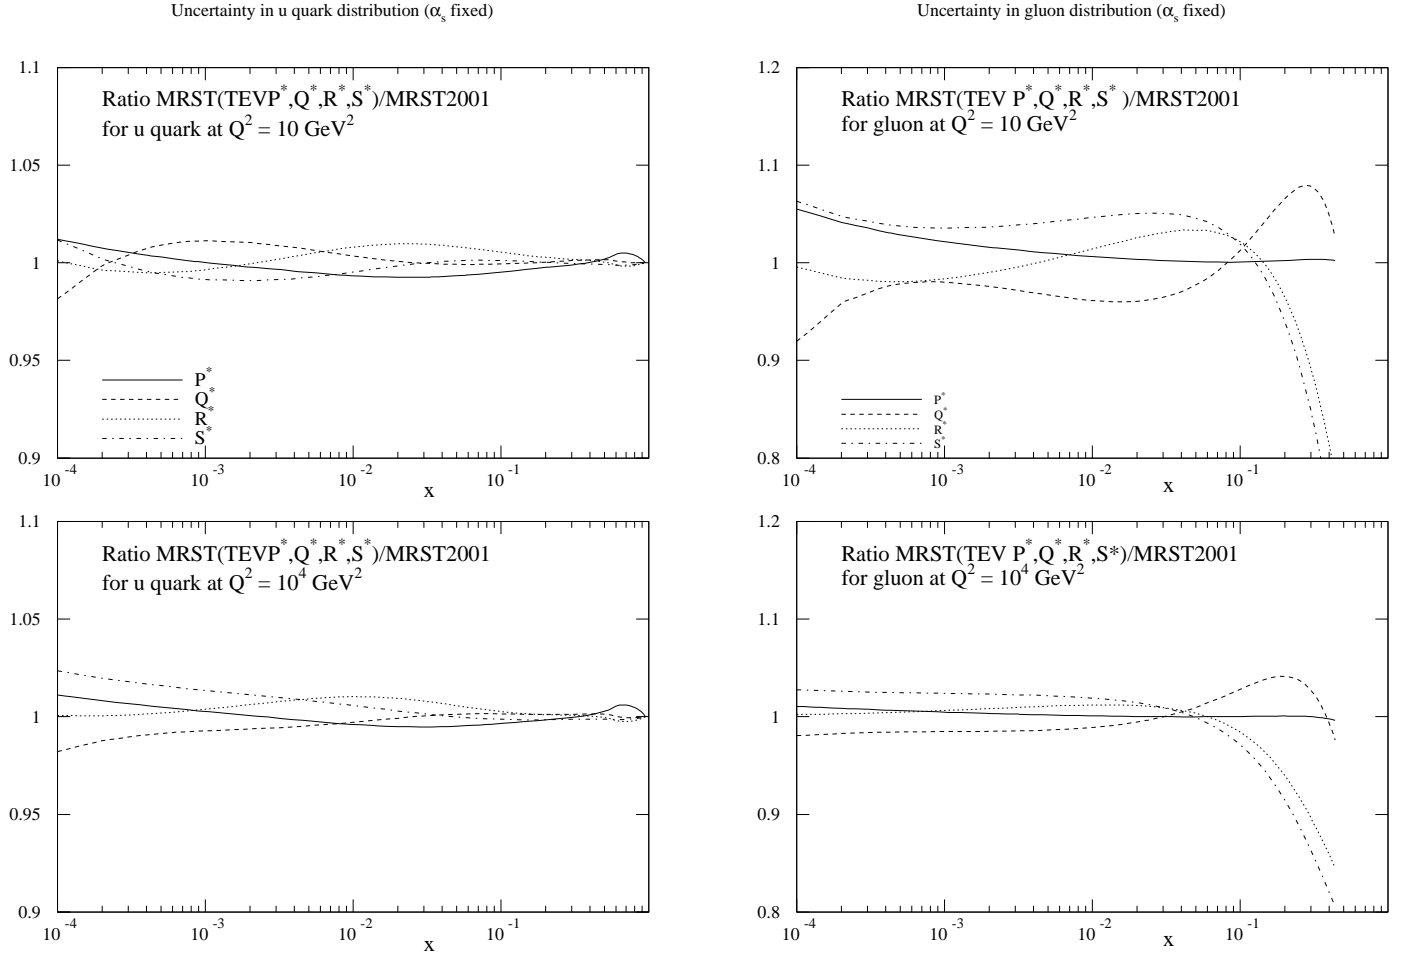 Uncertainty in u quark distribution (αs fixed)
Uncertainty in gluon distribution (αs fixed)
1.1
1.05
1
0.95
0.9
Ratio MRST(TEVP*,Q*,R*,S*)/MRST2001
for u quark at Q² = 10 GeV²
P*
Q*
R*
S*
10⁻⁴ 10⁻³ 10⁻² 10⁻¹
x
1.2
1.1
1
0.9
0.8
Ratio MRST(TEV P*,Q*,R*,S* )/MRST2001
for gluon at Q² = 10 GeV²
P*
Q*
R*
S*
10⁻⁴ 10⁻³ 10⁻² 10⁻¹
x
1.1
1.05
1
0.95
0.9
Ratio MRST(TEVP*,Q*,R*,S*)/MRST2001
for u quark at Q² = 10⁴ GeV²
10⁻⁴ 10⁻³ 10⁻² 10⁻¹
x
1.2
1.1
1
0.9
0.8
Ratio MRST(TEV P*,Q*,R*,S*)/MRST2001
for gluon at Q² = 10⁴ GeV²
10⁻⁴ 10⁻³ 10⁻² 10⁻¹
x